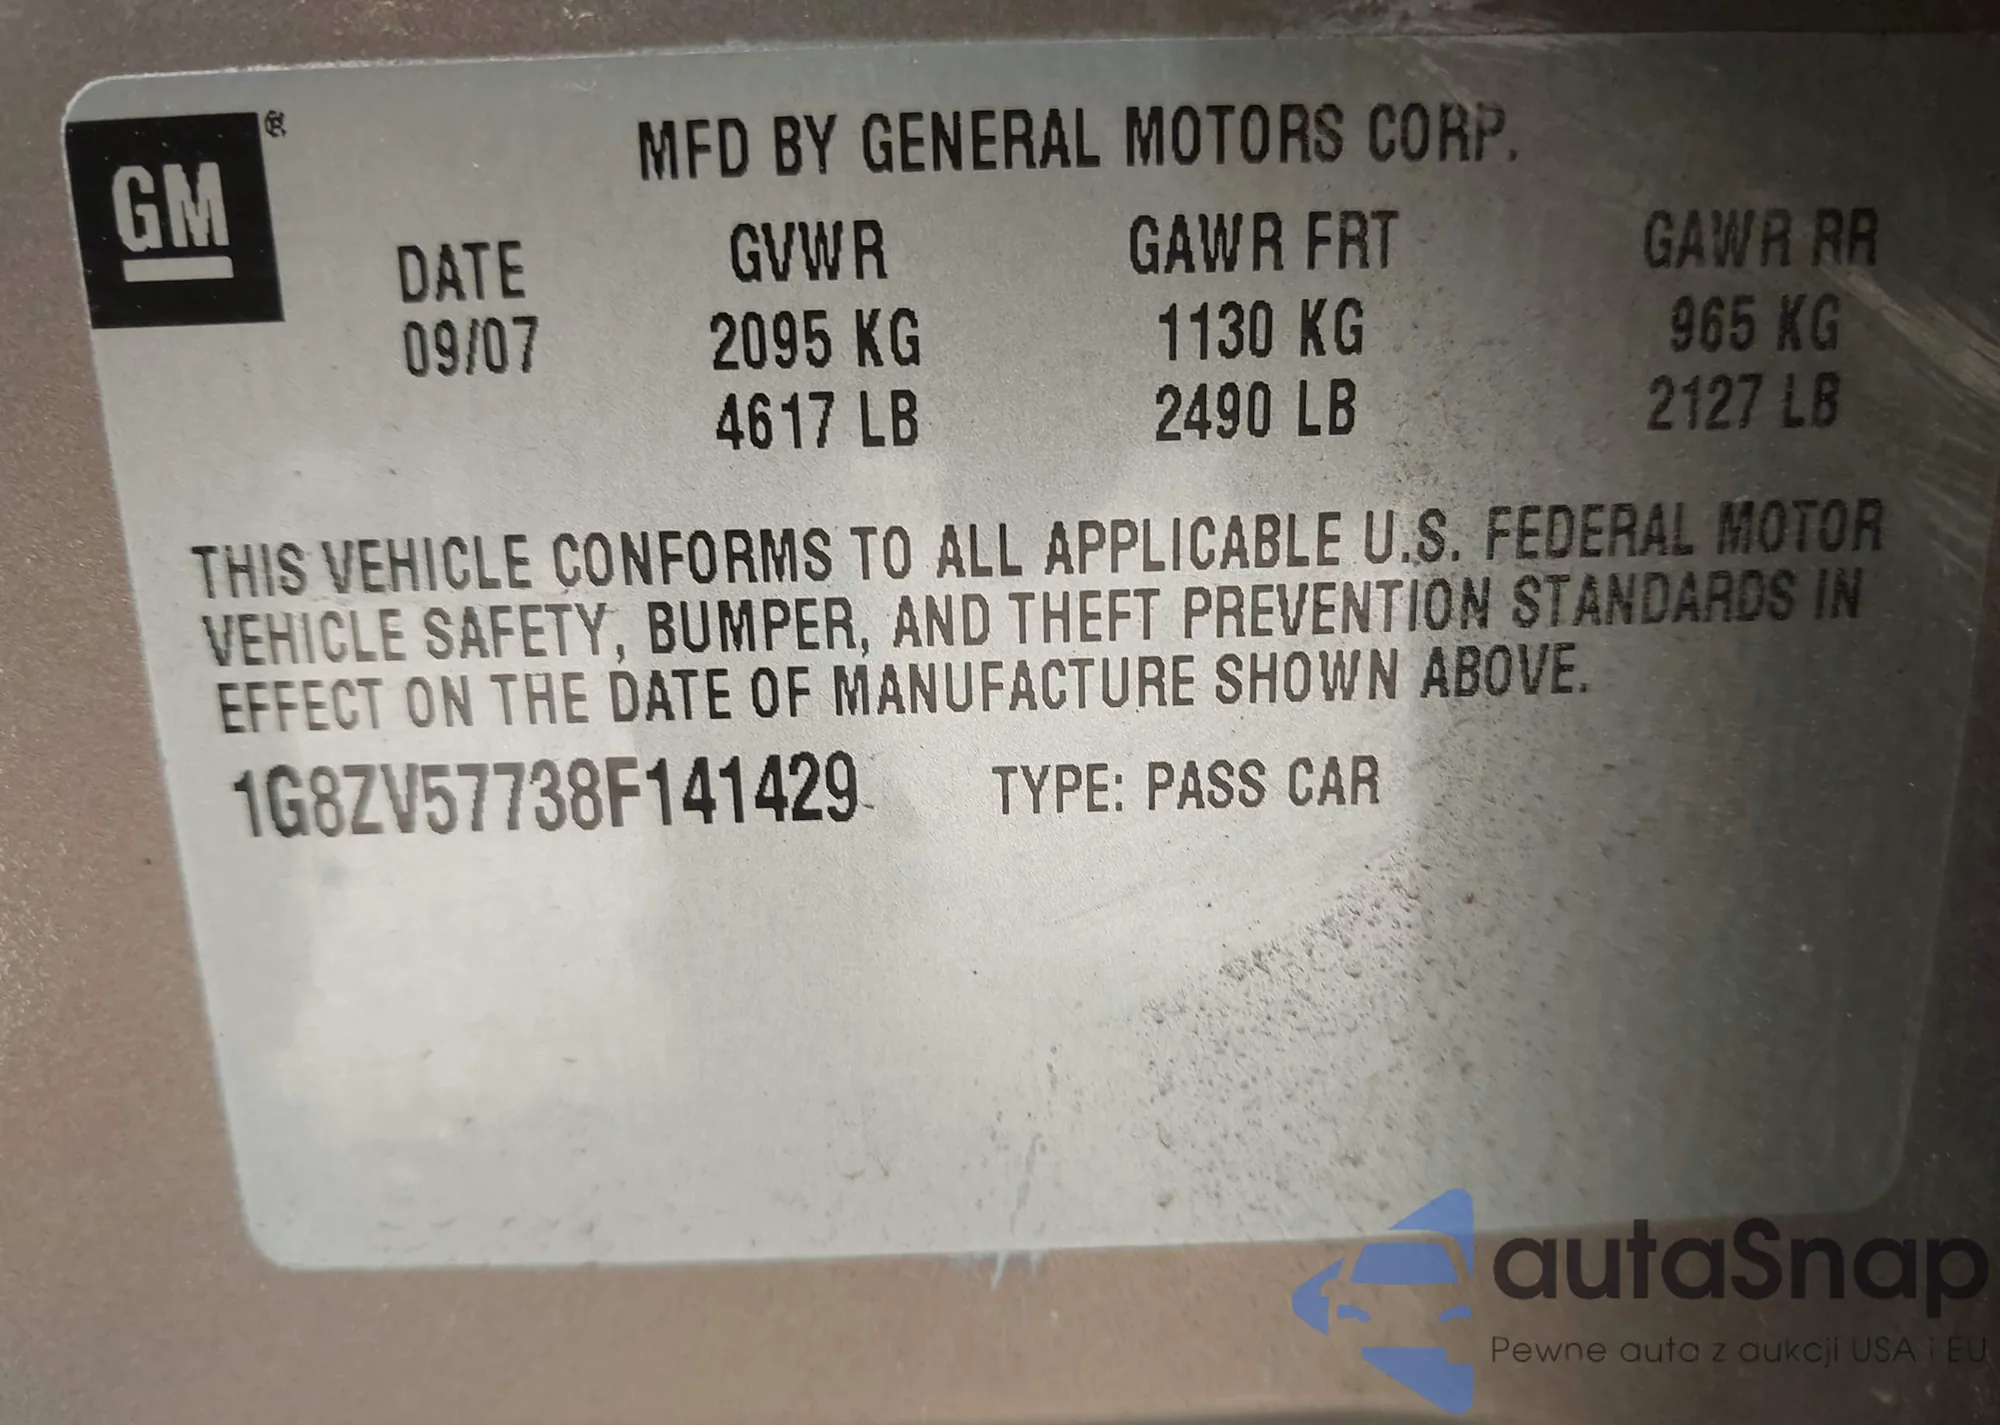 GM ®
MFD BY GENERAL MOTORS CORP.
DATE GVWR GAWR FRT GAWR RR
09/07 2095 KG 1130 KG 965 KG
4617 LB 2490 LB 2127 LB
THIS VEHICLE CONFORMS TO ALL APPLICABLE U.S. FEDERAL MOTOR
VEHICLE SAFETY, BUMPER, AND THEFT PREVENTION STANDARDS IN
EFFECT ON THE DATE OF MANUFACTURE SHOWN ABOVE.
1G8ZV57738F141429 TYPE: PASS CAR
autaSnap
Pewne auta z aukcji USA i EU